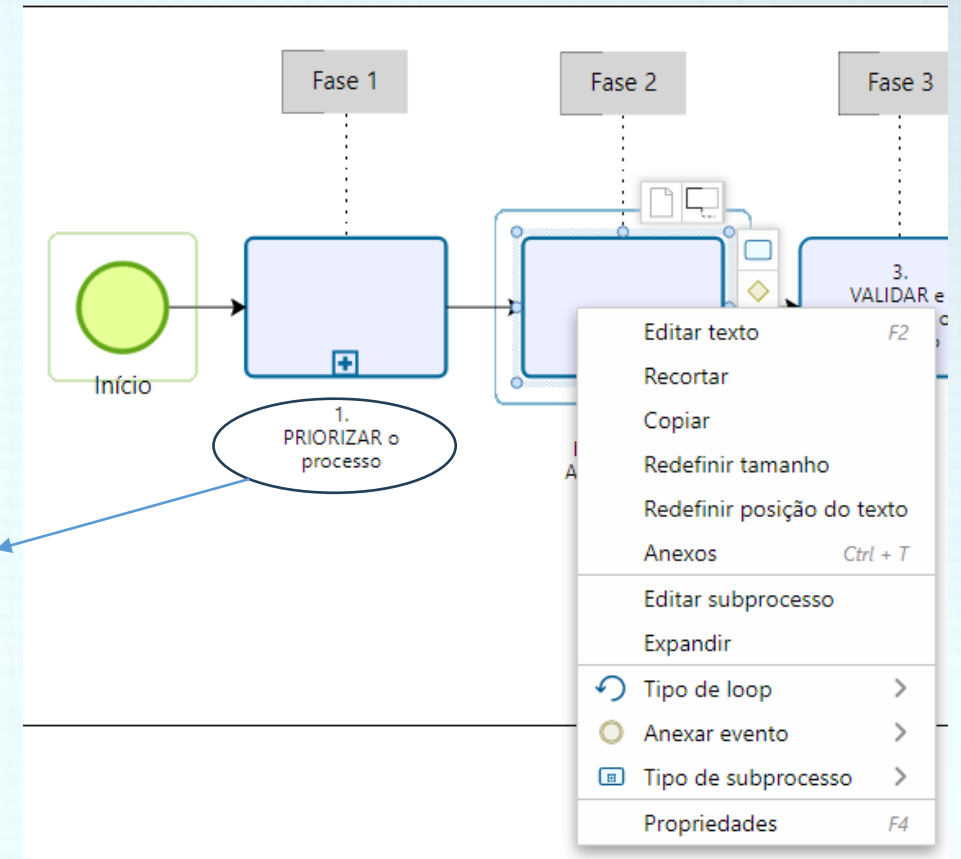 Fase 1
Fase 2
Fase 3
Início
1.
PRIORIZAR o
processo
3.
VALIDAR e
o
A
Editar texto F2
Recortar
Copiar
Redefinir tamanho
Redefinir posição do texto
Anexos Ctrl + T
Editar subprocesso
Expandir
Tipo de loop
Anexar evento
Tipo de subprocesso
Propriedades F4